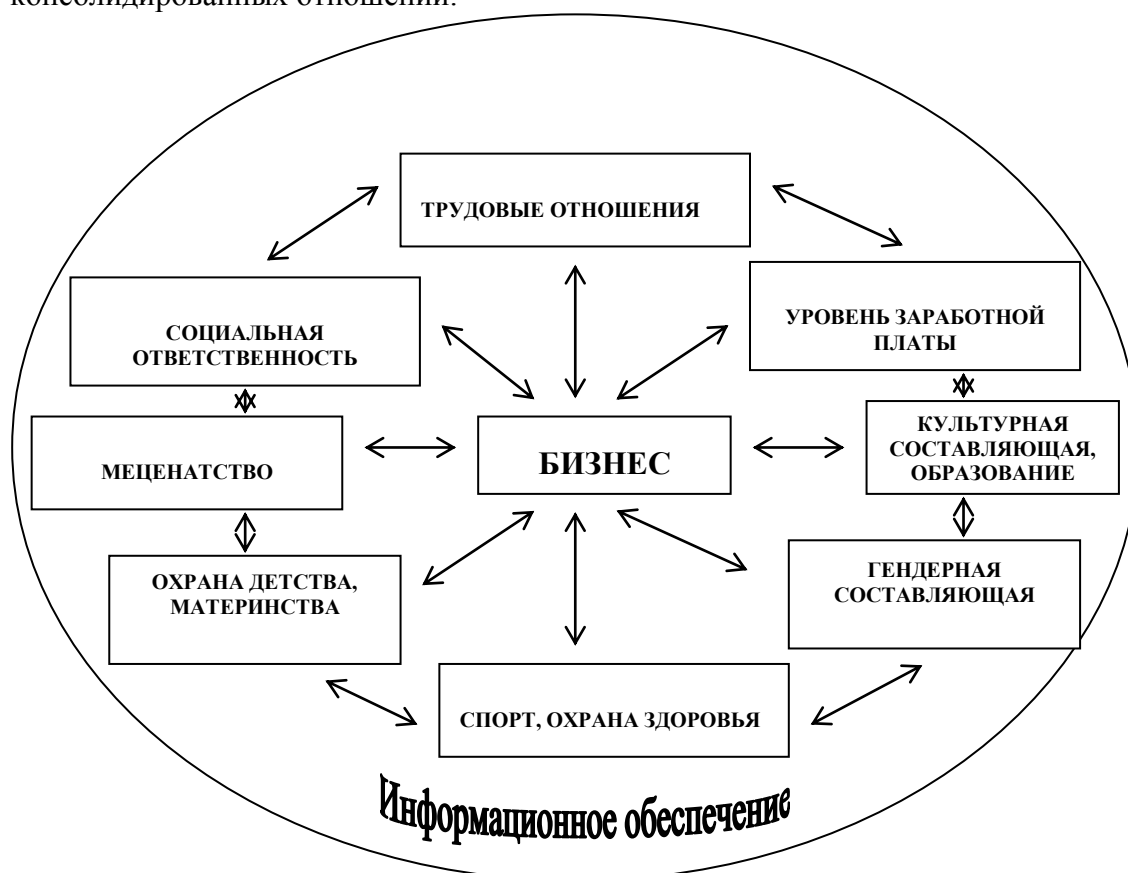 консолидированных отношений.
ТРУДОВЫЕ ОТНОШЕНИЯ
СОЦИАЛЬНАЯ
ОТВЕТСТВЕННОСТЬ
УРОВЕНЬ ЗАРАБОТНОЙ
ПЛАТЫ
МЕЦЕНАТСТВО
БИЗНЕС
КУЛЬТУРНАЯ
СОСТАВЛЯЮЩАЯ,
ОБРАЗОВАНИЕ
ОХРАНА ДЕТСТВА,
МАТЕРИНСТВА
ГЕНДЕРНАЯ
СОСТАВЛЯЮЩАЯ
СПОРТ, ОХРАНА ЗДОРОВЬЯ
Информационное обеспечение